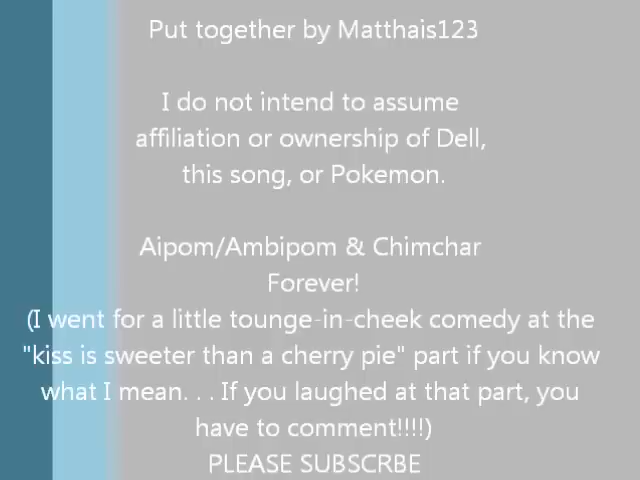 Put together by Matthais123
I do not intend to assume
affiliation or ownership of Dell,
this song, or Pokemon.
Aipom/Ambipom & Chimchar
Forever!
(I went for a little tounge-in-cheek comedy at the
"kiss is sweeter than a cherry pie" part if you know
what I mean. . . If you laughed at that part, you
have to comment!!!!)
PLEASE SUBSCRBE